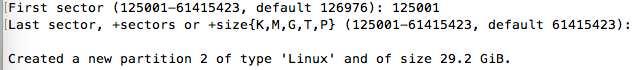 [First sector (125001-61415423, default 126976): 125001
[Last sector, +sectors or +size{K,M,G,T,P} (125001-61415423, default 61415423):
Created a new partition 2 of type 'Linux' and of size 29.2 GiB.